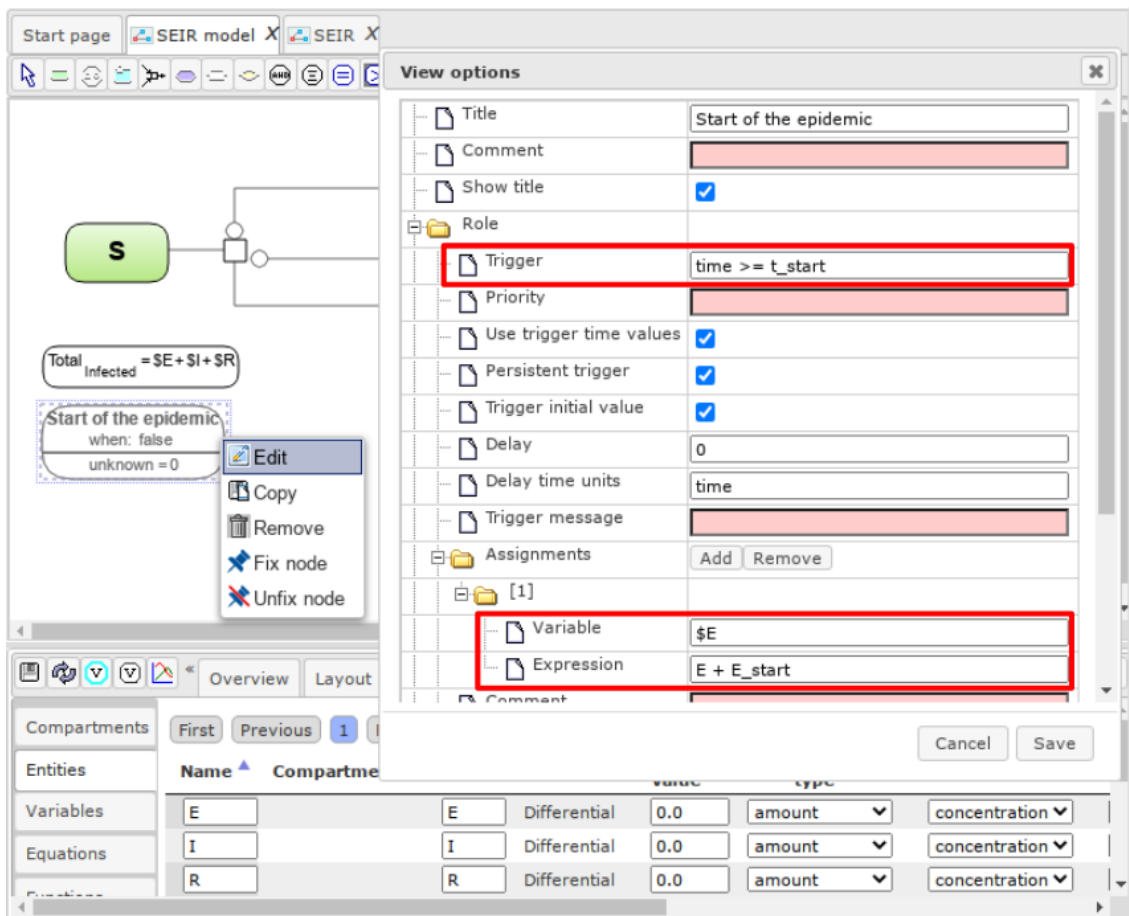 Start page
SEIR model X
SEIR X
AND
View options
Title
Start of the epidemic
Comment
Show title
Role
Trigger
time >= t_start
Priority
Use trigger time values
Persistent trigger
Trigger initial value
Delay
0
Delay time units
time
Trigger message
Assignments
Add Remove
[1]
Variable
$E
Expression
E + E_start
Comment
Cancel Save
S
Total Infected = $E+$I+$R
Start of the epidemic
when: false
unknown = 0
Edit
Copy
Remove
Fix node
Unfix node
V V « Overview Layout
Compartments
Entities
Variables
Equations
Functions
First Previous 1
Name Compartme value type
E E Differential 0.0 amount concentration
I I Differential 0.0 amount concentration
R R Differential 0.0 amount concentration